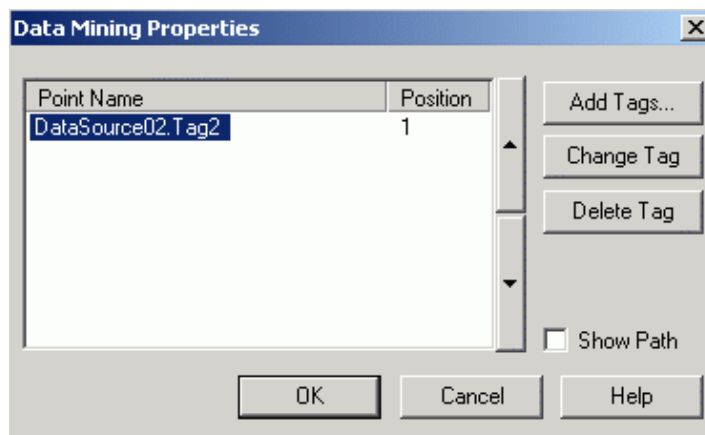 Data Mining Properties
Point Name Position
DataSource02.Tag2 1
Add Tags...
Change Tag
Delete Tag
Show Path
OK Cancel Help